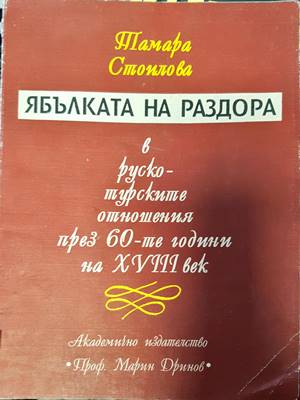 Тамара
Стоилова
ЯБЪЛКАТА НА РАЗДОРА
в
руско-
турските
отношения
през 60-те години
на XVIII век
Академично издателство
• Проф. Марин Дринов •